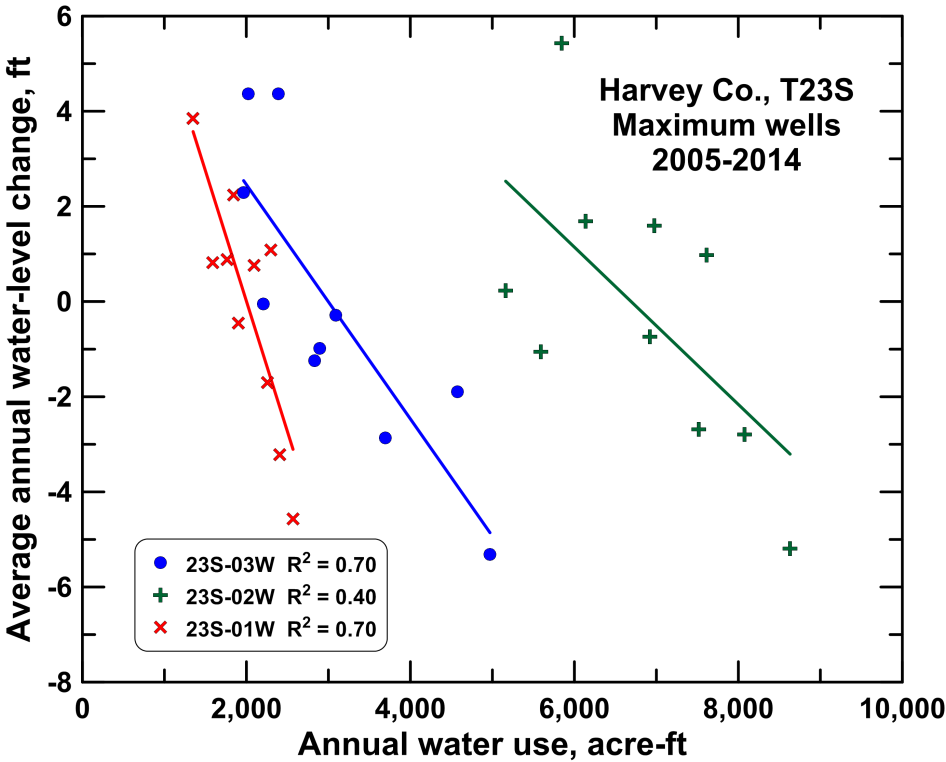 6
4
2
0
-2
-4
-6
-8
Average annual water-level change, ft
Harvey Co., T23S
Maximum wells
2005-2014
23S-03W R² = 0.70
23S-02W R² = 0.40
23S-01W R² = 0.70
0 2,000 4,000 6,000 8,000 10,000
Annual water use, acre-ft